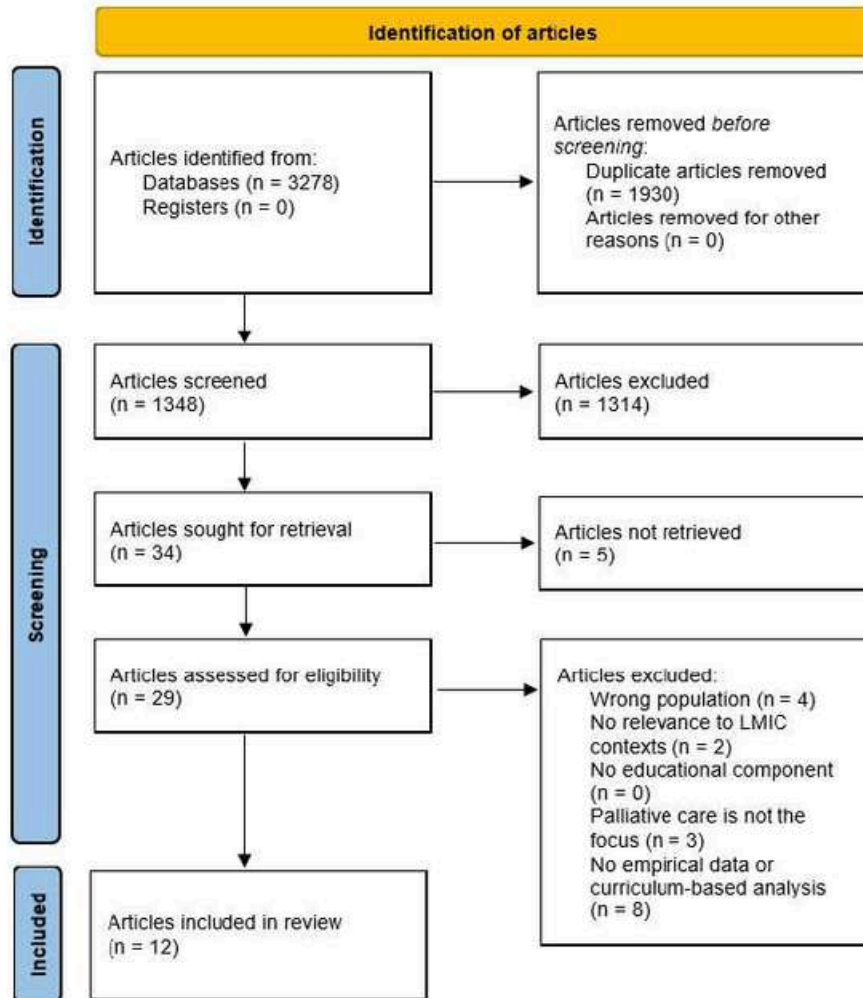 Identification of articles
Identification
Articles identified from:
Databases (n = 3278)
Registers (n = 0)
Articles removed before
screening:
Duplicate articles removed
(n = 1930)
Articles removed for other
reasons (n = 0)
Screening
Articles screened
(n = 1348)
Articles excluded
(n = 1314)
Articles sought for retrieval
(n = 34)
Articles not retrieved
(n = 5)
Articles assessed for eligibility
(n = 29)
Articles excluded:
Wrong population (n = 4)
No relevance to LMIC
contexts (n = 2)
No educational component
(n = 0)
Palliative care is not the
focus (n = 3)
No empirical data or
curriculum-based analysis
(n = 8)
Included
Articles included in review
(n = 12)